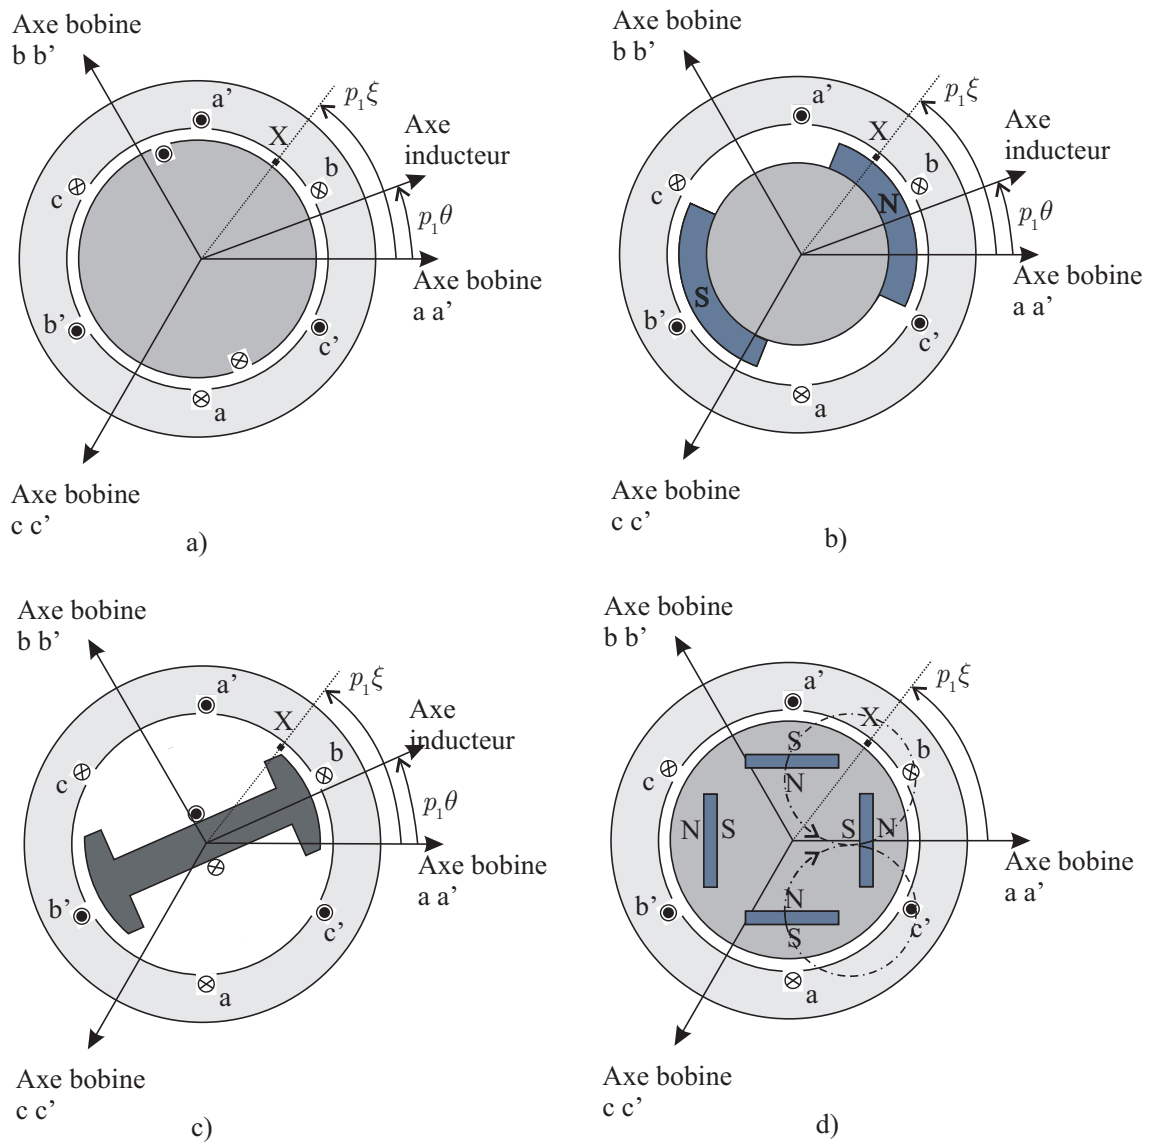 Axe bobine
b b’
a’
p₁ξ
X
Axe
inducteur
b
c
p₁θ
Axe bobine
a a’
b’
c’
a
Axe bobine
c c’
a)
Axe bobine
b b’
a’
p₁ξ
X
Axe
inducteur
b
c
N
p₁θ
Axe bobine
a a’
S
b’
c’
a
Axe bobine
c c’
b)
Axe bobine
b b’
a’
p₁ξ
X
Axe
inducteur
b
c
p₁θ
Axe bobine
a a’
b’
c’
a
Axe bobine
c c’
c)
Axe bobine
b b’
a’
p₁ξ
X
S
b
c
N
N S
S N
Axe bobine
a a’
N
b’
c’
S
a
Axe bobine
c c’
d)